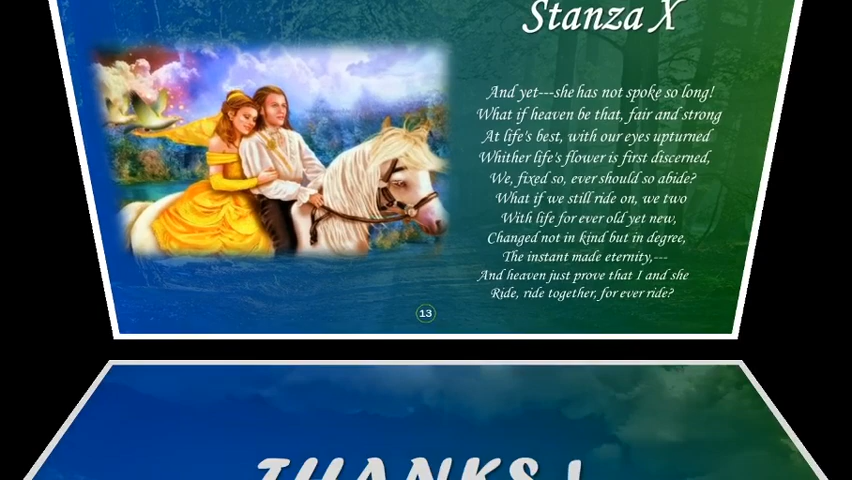 Stanza X
And yet---she has not spoke so long!
What if heaven be that, fair and strong
At life's best, with our eyes upturned
Whither life's flower is first discerned,
We, fixed so, ever should so abide?
What if we still ride on, we two
With life for ever old yet new,
Changed not in kind but in degree,
The instant made eternity,---
And heaven just prove that I and she
Ride, ride together, for ever ride?
13
THANKS !